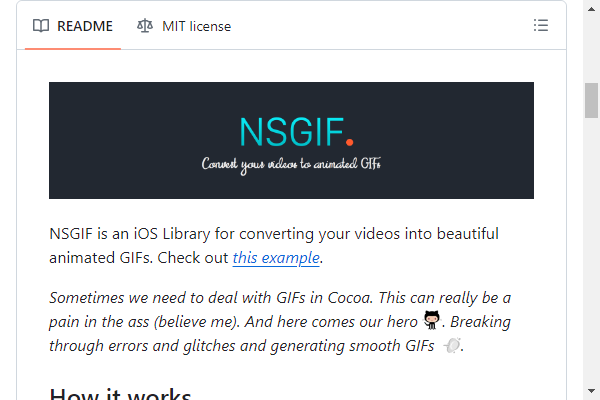 README
MIT license
NSGIF.
Convert your videos to animated GIFs
NSGIF is an iOS Library for converting your videos into beautiful
animated GIFs. Check out this example.
Sometimes we need to deal with GIFs in Cocoa. This can really be a
pain in the ass (believe me). And here comes our hero . Breaking
through errors and glitches and generating smooth GIFs .
How it works